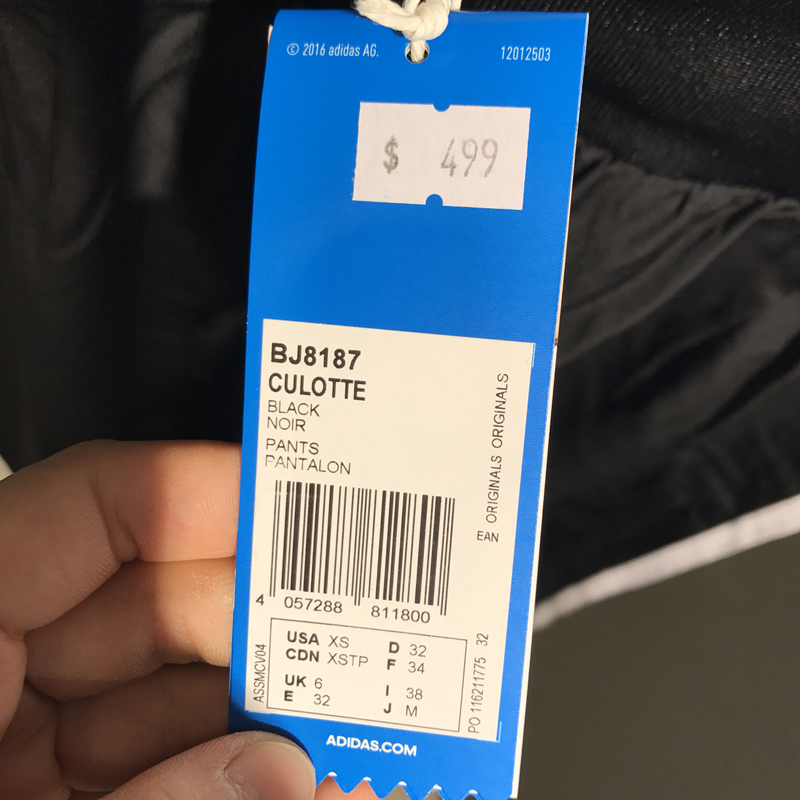 © 2016 adidas AG.
12012503
$ 499
BJ8187
CULOTTE
BLACK
NOIR
PANTS
PANTALON
ORIGINALS ORIGINALS
EAN
4 057288 811800
USA XS D 32
CDN XSTP F 34
UK 6 I 38
E 32 J M
ASSMCV04
PO 116211775 32
ADIDAS.COM